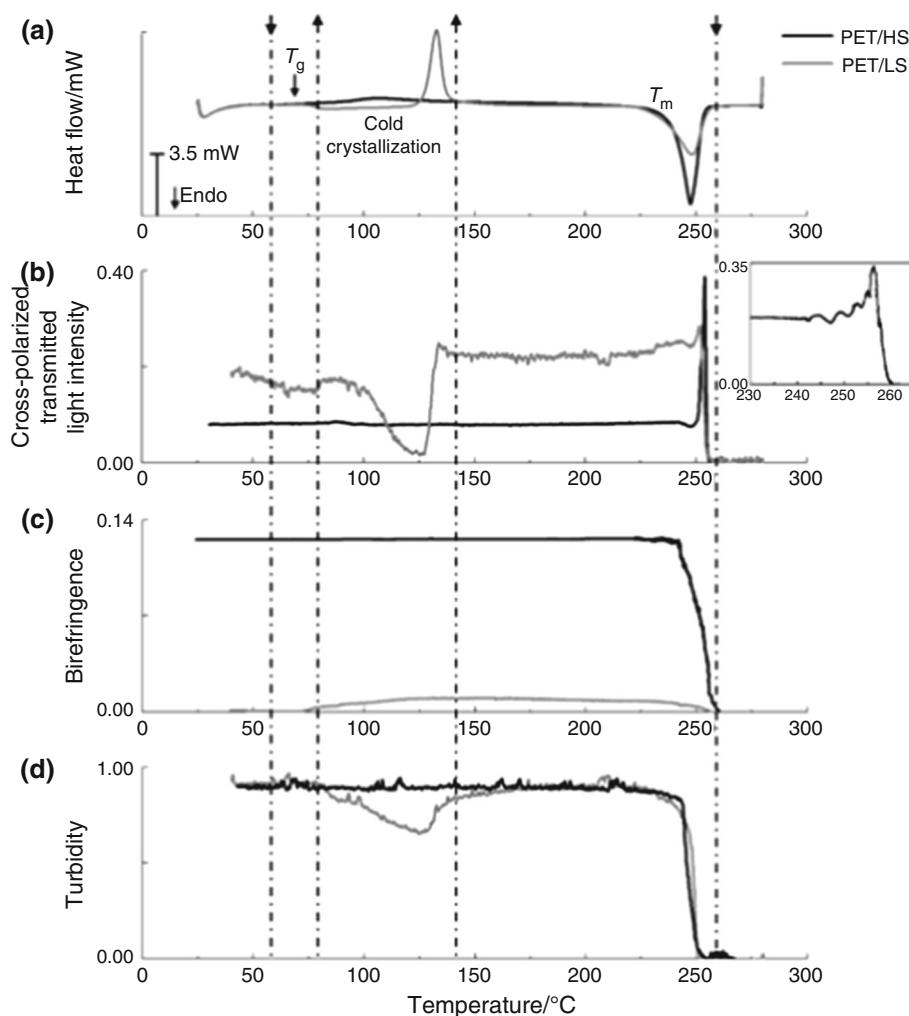 (a)
Heat flow/mW
PET/HS
PET/LS
Tg
Tm
Cold
crystallization
3.5 mW
Endo
0 50 100 150 200 250 300
(b)
Cross-polarized
transmitted
light intensity
0.40
0.00
0 50 100 150 200 250 300
0.35
0.00
230 240 250 260
(c)
Birefringence
0.14
0.00
0 50 100 150 200 250 300
(d)
Turbidity
1.00
0.00
0 50 100 150 200 250 300
Temperature/°C